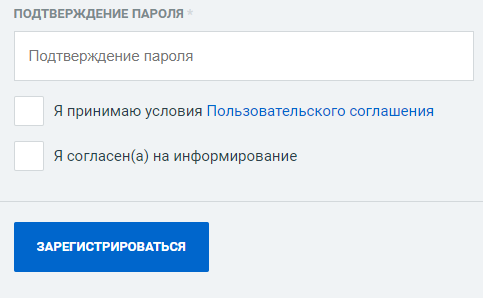 ПОДТВЕРЖДЕНИЕ ПАРОЛЯ *
Подтверждение пароля
Я принимаю условия Пользовательского соглашения
Я согласен(а) на информирование
ЗАРЕГИСТРИРОВАТЬСЯ